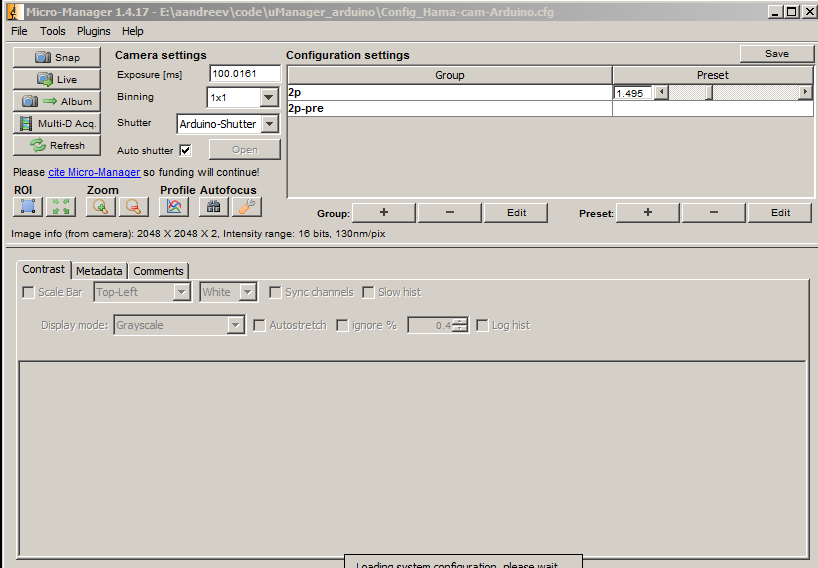 Micro-Manager 1.4.17 - E:\aandreev\code\uManager_arduino\Config_Hama-cam-Arduino.cfg
File Tools Plugins Help
Snap
Live
Album
Multi-D Acq.
Refresh
Camera settings
Exposure [ms] 100.0161
Binning 1x1
Shutter Arduino-Shutter
Auto shutter Open
Configuration settings Save
Group Preset
2p 1.495
2p-pre
Please cite Micro-Manager so funding will continue!
ROI Zoom Profile Autofocus
Group: + - Edit Preset: + - Edit
Image info (from camera): 2048 X 2048 X 2, Intensity range: 16 bits, 130nm/pix
Contrast Metadata Comments
Scale Bar Top-Left White Sync channels Slow hist
Display mode: Grayscale Autostretch ignore % 0.4 Log hist
Loading system configuration, please wait